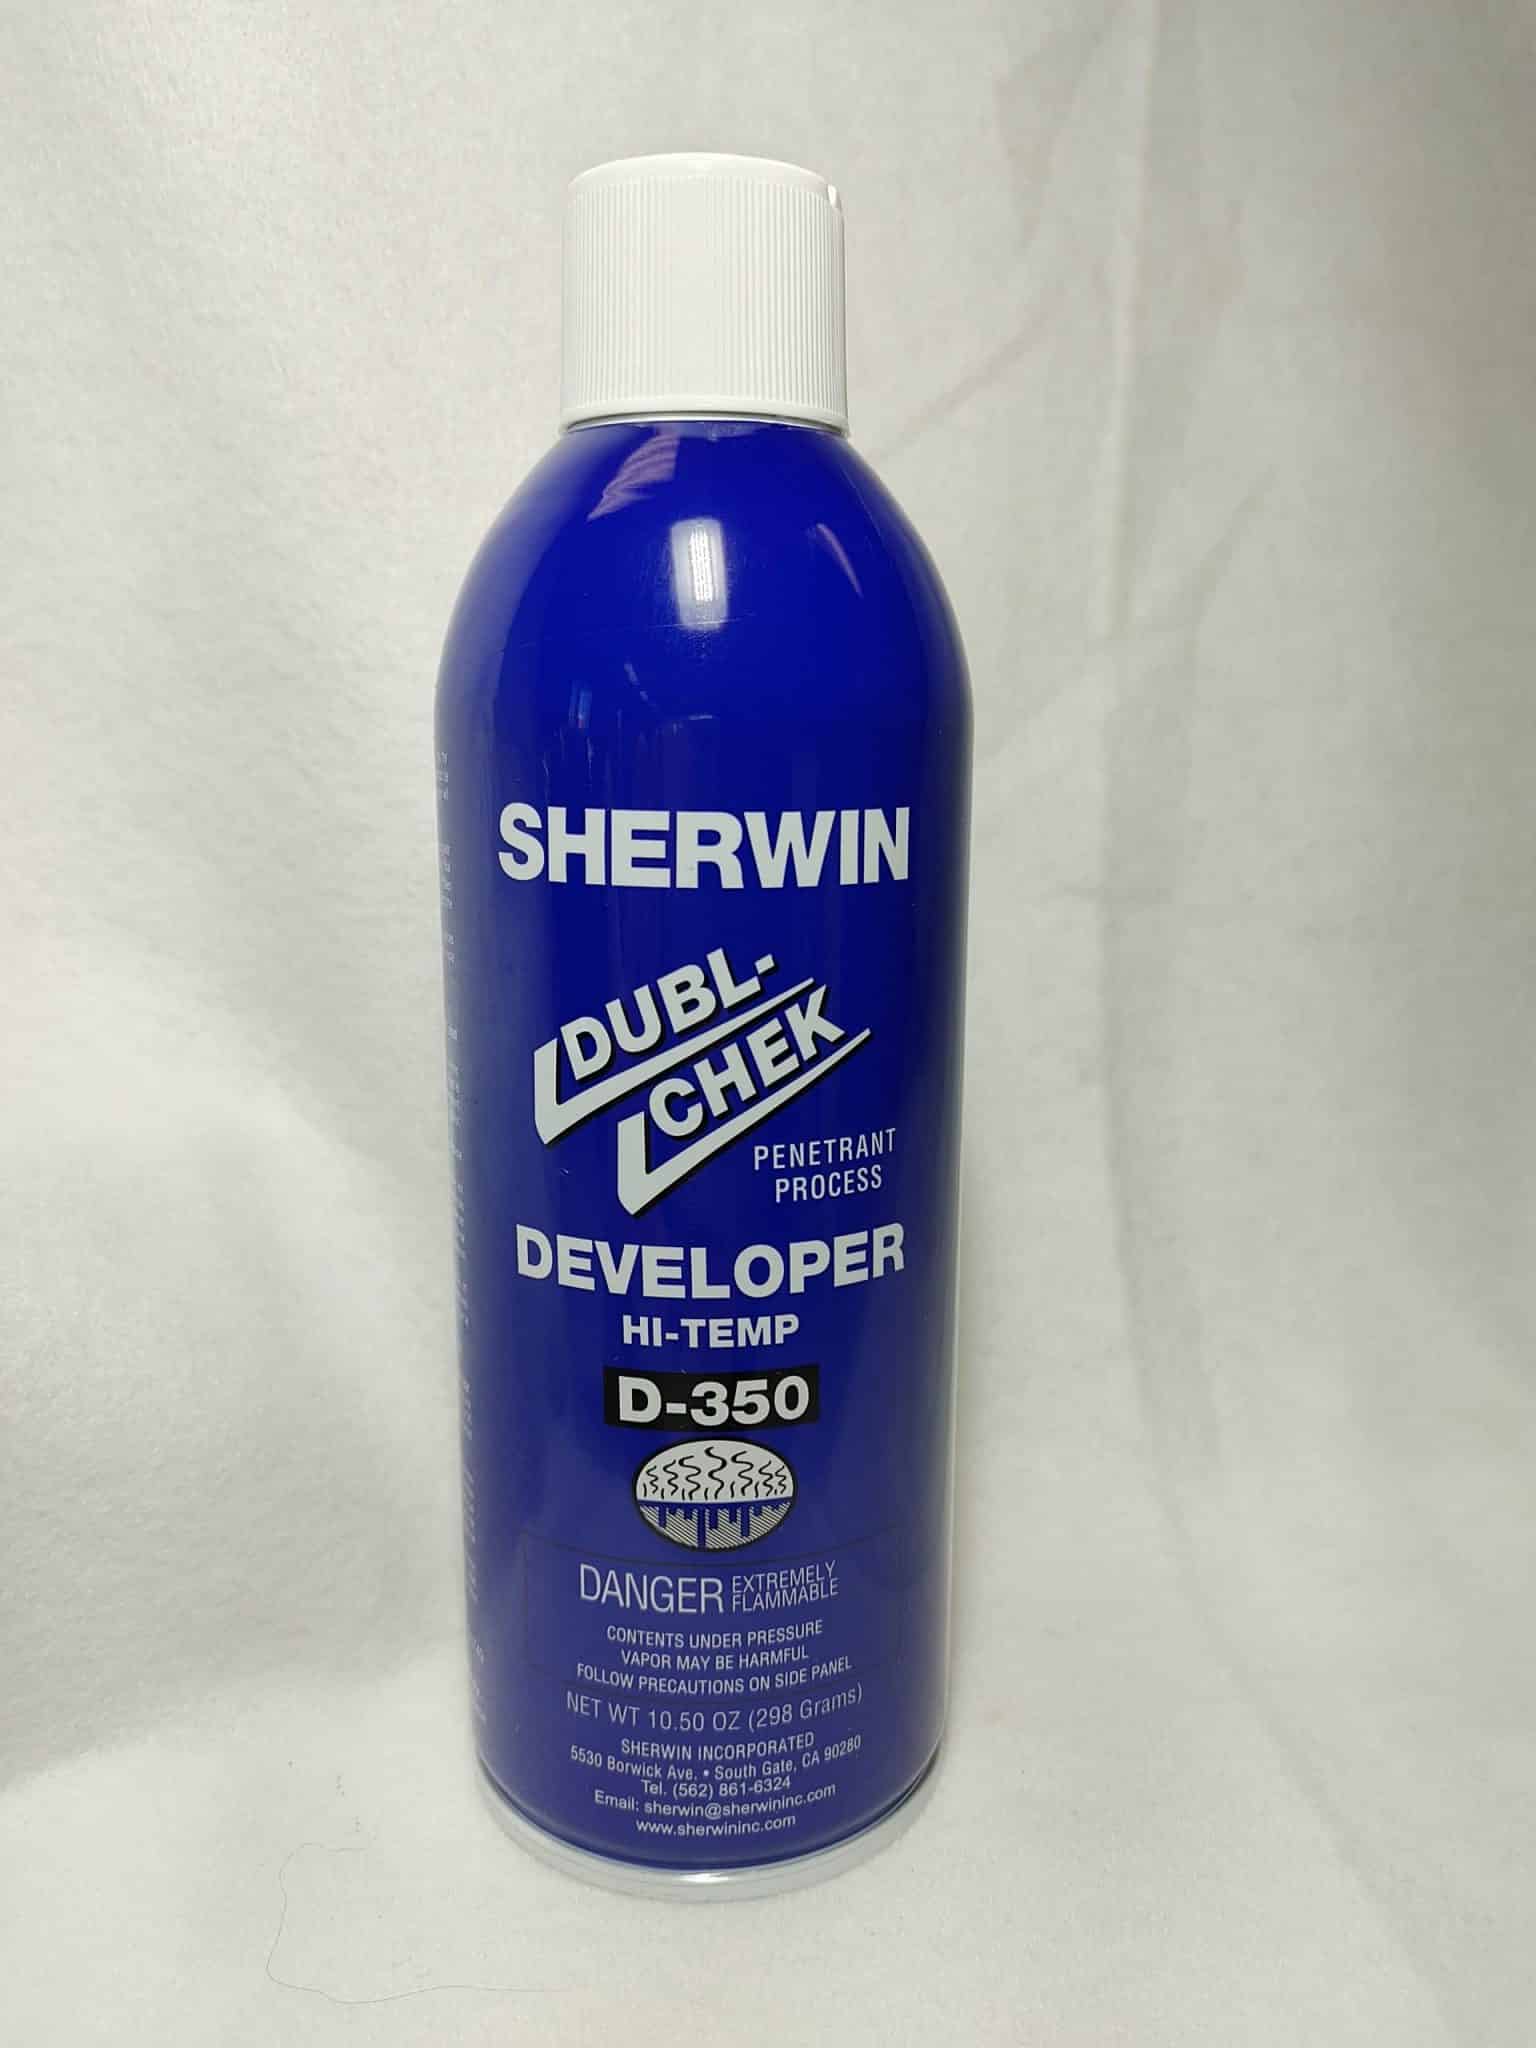 SHERWIN
DUBL-
CHEK
PENETRANT
PROCESS
DEVELOPER
HI-TEMP
D-350
DANGER EXTREMELY
FLAMMABLE
CONTENTS UNDER PRESSURE
VAPOR MAY BE HARMFUL
FOLLOW PRECAUTIONS ON SIDE PANEL
NET WT 10.50 OZ (298 Grams)
SHERWIN INCORPORATED
5530 Borwick Ave. • South Gate, CA 90280
Tel. (562) 861-6324
Email: sherwin@sherwininc.com
www.sherwininc.com